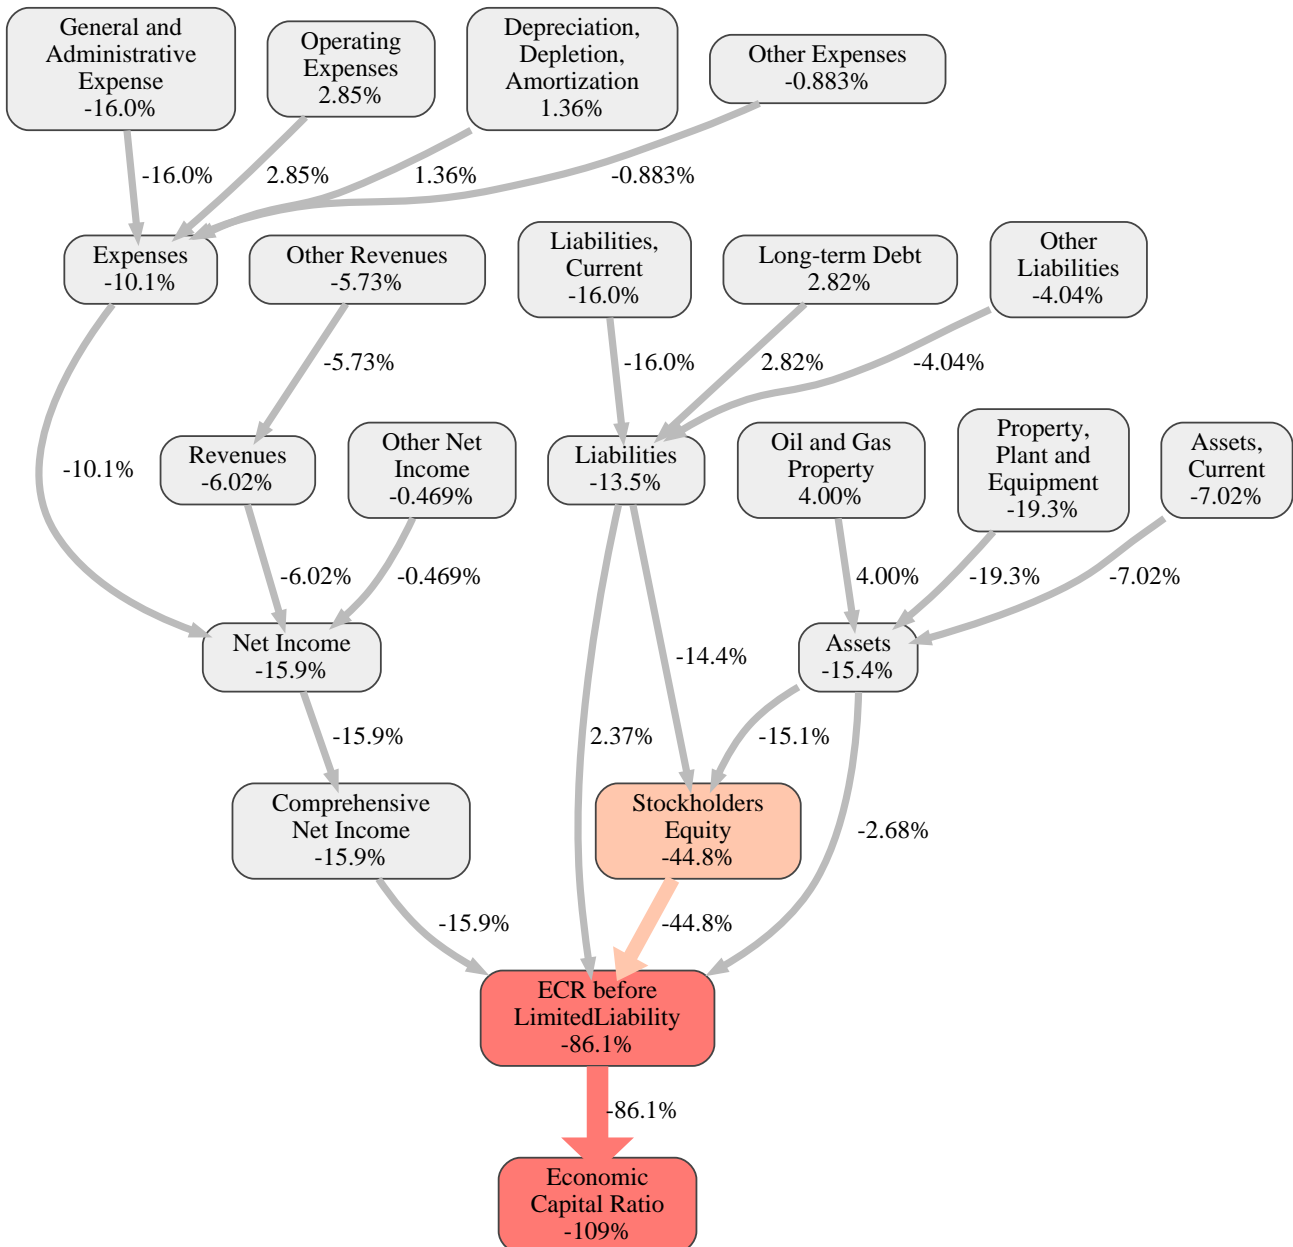 General and
Administrative
Expense
-16.0%
Operating
Expenses
2.85%
Depreciation,
Depletion,
Amortization
1.36%
Other Expenses
-0.883%
-16.0%
2.85%
1.36%
-0.883%
Expenses
-10.1%
Other Revenues
-5.73%
Liabilities,
Current
-16.0%
Long-term Debt
2.82%
Other
Liabilities
-4.04%
-5.73%
-16.0%
2.82%
-4.04%
-10.1%
Revenues
-6.02%
Other Net
Income
-0.469%
Liabilities
-13.5%
Oil and Gas
Property
4.00%
Property,
Plant and
Equipment
-19.3%
Assets,
Current
-7.02%
-6.02%
-0.469%
4.00%
-19.3%
-7.02%
Net Income
-15.9%
-14.4%
Assets
-15.4%
-15.9%
2.37%
-15.1%
Comprehensive
Net Income
-15.9%
Stockholders
Equity
-44.8%
-2.68%
-15.9%
-44.8%
ECR before
LimitedLiability
-86.1%
-86.1%
Economic
Capital Ratio
-109%